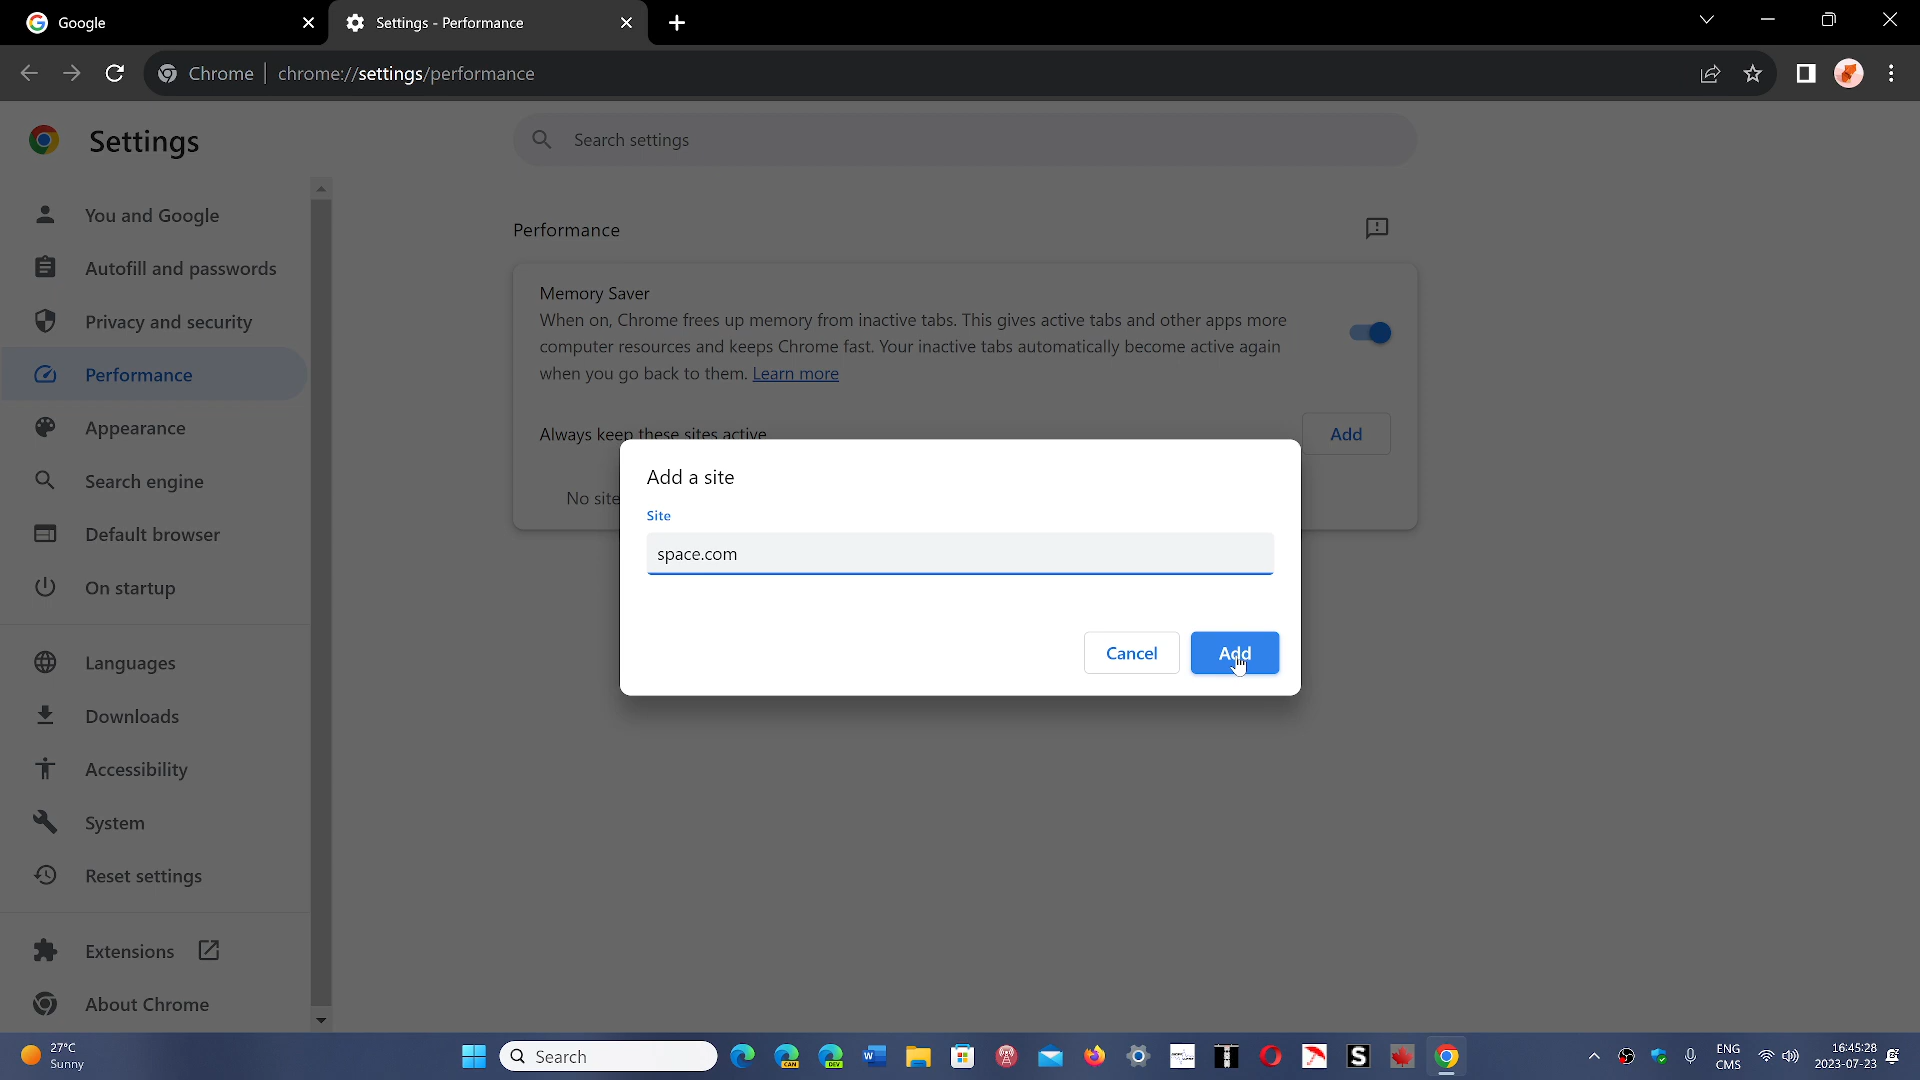 Google
Settings - Performance
Chrome
chrome://settings/performance
Settings
Search settings
You and Google
Autofill and passwords
Privacy and security
Performance
Appearance
Search engine
Default browser
On startup
Languages
Downloads
Accessibility
System
Reset settings
Extensions
About Chrome
Performance
Memory Saver
When on, Chrome frees up memory from inactive tabs. This gives active tabs and other apps more
computer resources and keeps Chrome fast. Your inactive tabs automatically become active again
when you go back to them. Learn more
Always keep these sites active
Add
No site
Add a site
Site
space.com
Cancel
Add
27°C
Sunny
Search
CAN
DEV
W
S
ENG
CMS
16:45:28
2023-07-23